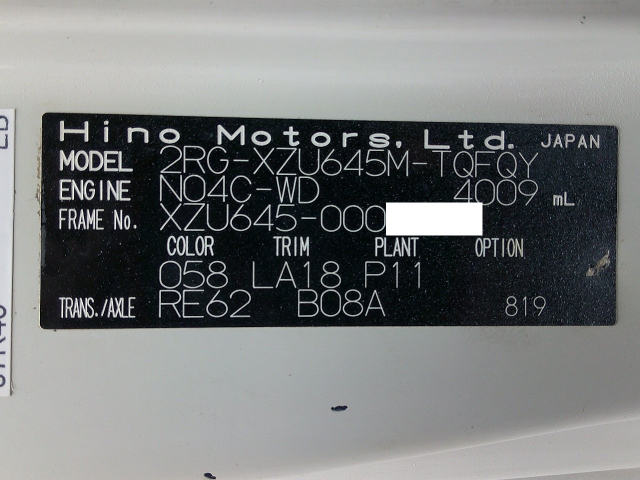 Hino Motors, Ltd. JAPAN
MODEL 2RG-XZU645M-TQFQY
ENGINE N04C-WD 4009 mL
FRAME No. XZU645-000
COLOR TRIM PLANT OPTION
058 LA18 P11
TRANS./AXLE RE62 B08A 819